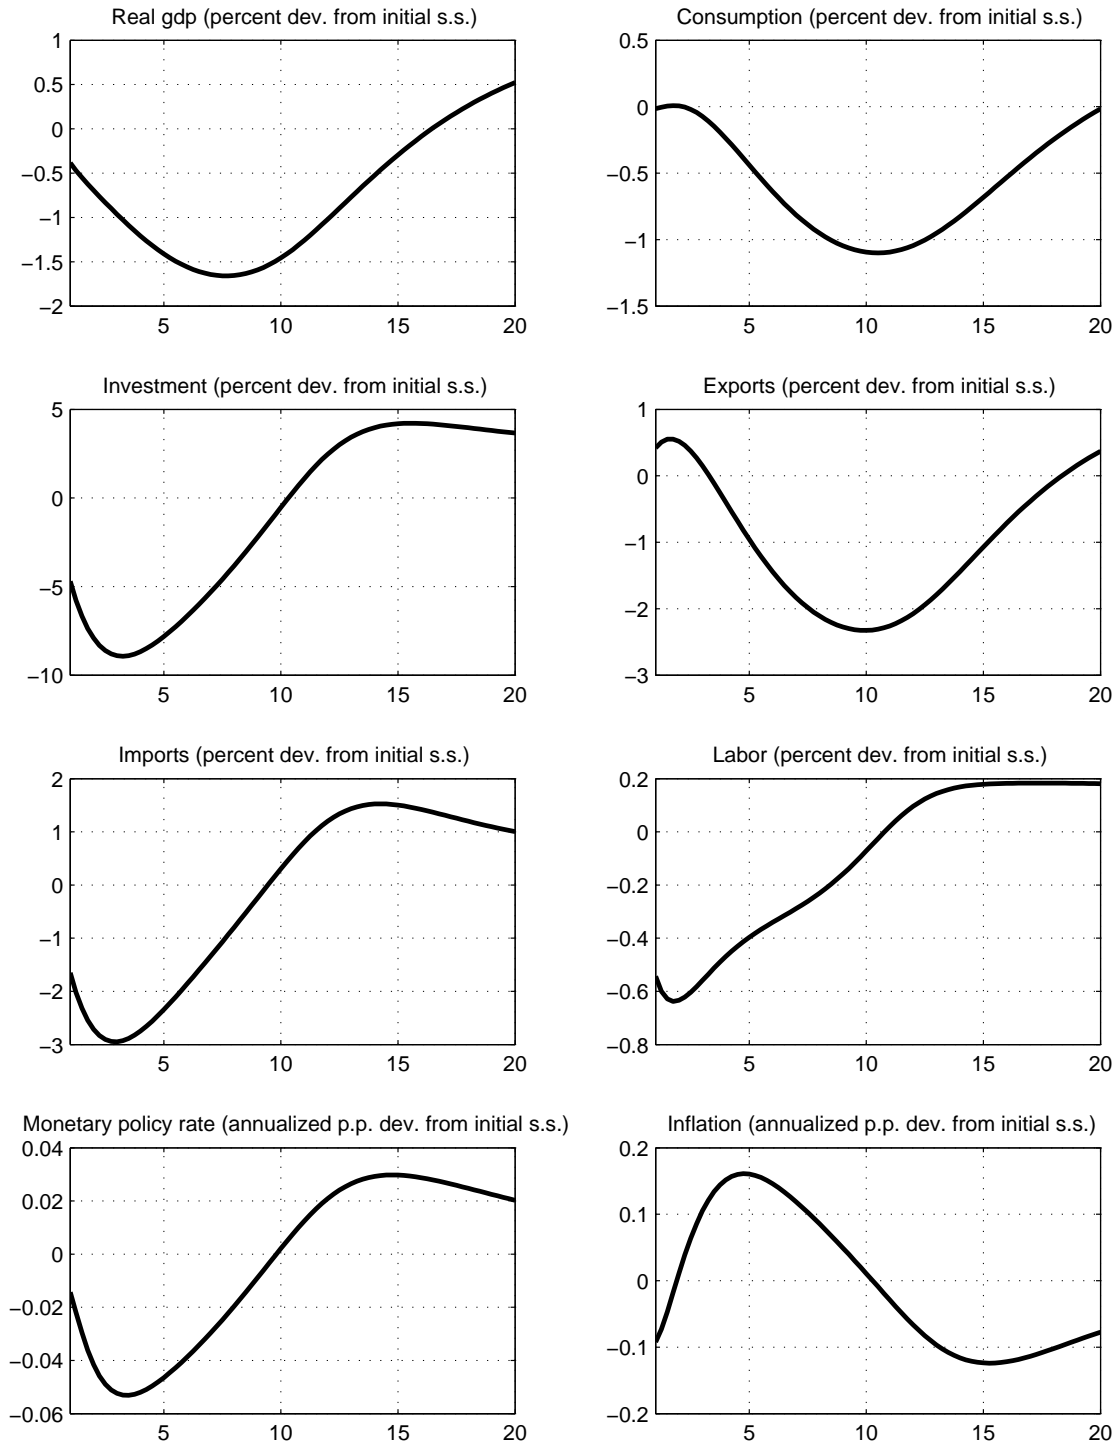 Real gdp (percent dev. from initial s.s.)
1
0.5
0
−0.5
−1
−1.5
−2
5 10 15 20
Consumption (percent dev. from initial s.s.)
0.5
0
−0.5
−1
−1.5
5 10 15 20
Investment (percent dev. from initial s.s.)
5
0
−5
−10
5 10 15 20
Exports (percent dev. from initial s.s.)
1
0
−1
−2
−3
5 10 15 20
Imports (percent dev. from initial s.s.)
2
1
0
−1
−2
−3
5 10 15 20
Labor (percent dev. from initial s.s.)
0.2
0
−0.2
−0.4
−0.6
−0.8
5 10 15 20
Monetary policy rate (annualized p.p. dev. from initial s.s.)
0.04
0.02
0
−0.02
−0.04
−0.06
5 10 15 20
Inflation (annualized p.p. dev. from initial s.s.)
0.2
0.1
0
−0.1
−0.2
5 10 15 20